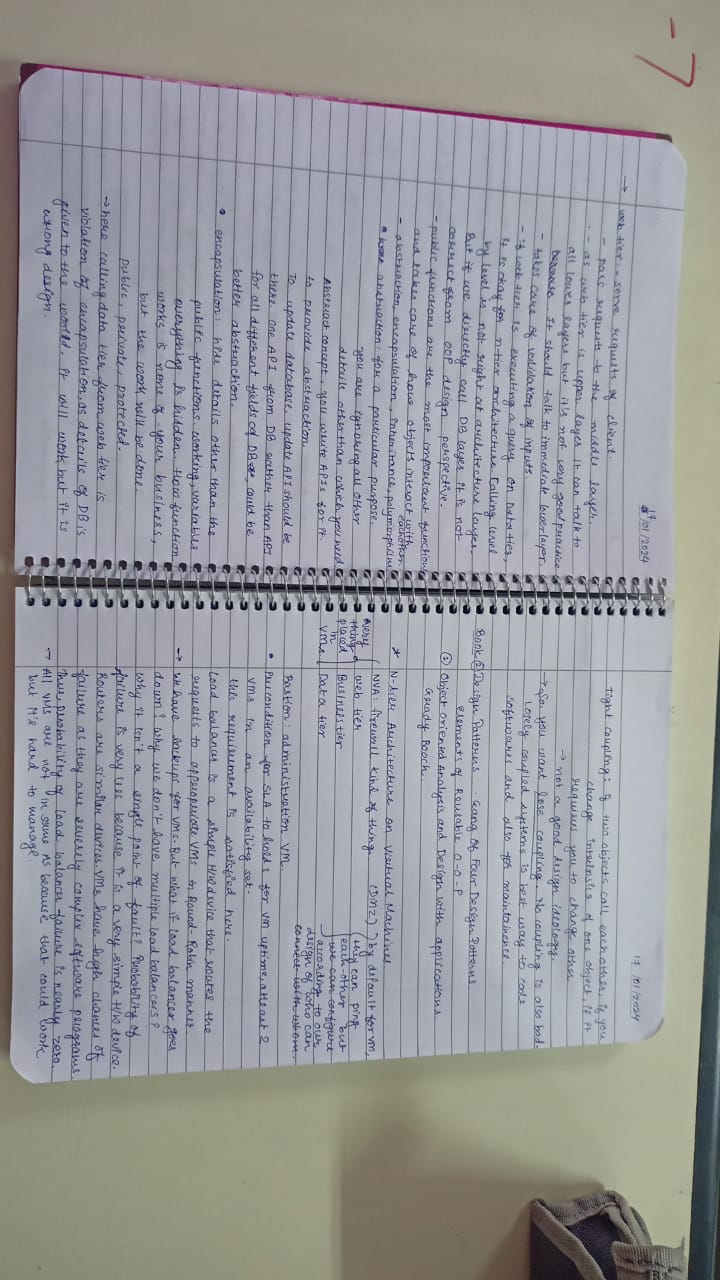 17/01/2024
→ web tier :- serve requests of client.
- pass requests to the middle layer.
- as web tier is upper layer it can talk to
all lower layers but it's not very good practice
It should talk to immediate lower layer.
- takes care of validation of inputs.
- if web tier is executing a query on Data tier,
it is okay for n-tier architecture. Calling level
by level is not right at architecture layer.
But if we directly call DB layer it is not
correct from OOP design perspective.
- public functions are the most important functions
and takes care of how objects interact with
each other
- abstraction, encapsulation, inheritance, polymorphism
• abstraction: for a particular purpose,
you are ignoring all other
details other than which you need
Abstract concept, you write APIs for it
to provide abstraction.
To update database, update API should be
there. one API from DB rather than API
for all different fields of DB, could be
better abstraction.
• encapsulation: hide details other than the
public functions. working, variables
everything is hidden. How function
works is none of your business,
but the work will be done.
public, private, protected.
→ here calling data tier from web tier is
violation of encapsulation, as details of DB is
given to the world. It will work but it is
wrong design.
17/01/2024
Tight coupling: if two objects call each other, if you
change intrinsics of one object, if it
requires you to change other
→ not a good design ideology.
→ So, you want lose coupling. No coupling is also bad.
Losely coupled systems is best way to code
softwares and also for maintainence.
Book ② Design Patterns. Gang of Four Design Patterns
Elements of Reusable O-O-P
① Object Oriented Analysis and Design with applications
Grady Booch.
* N-tier Architecture on Virtual Machines
NVA: firewall kind of thing. (DMZ)
web tier
Business tier
Data tier
every
thing
placed
in
VMs
by default for VM,
they can ping
each-other but
we can configure
according to our
design of who can
connect with whom.
Bastion: administration VM.
• Precondition for SLA to holds for VM uptime, atleast 2
VMs in an availability set.
this requirement is satisfied here.
Load balancer is a simple H/W device that routes the
requests to appropriate VMs in Round-Robin manner.
→ We have backups for VMs. But what if load balancer goes
down? why we don't have multiple load balancers?
Why it isn't a single point of fault? Probability of
failure is very less because it is a very simple H/W device.
Routers are similar devices. VMs have high chances of
failure as they are severely complex software programs.
Thus, probability of load balancer failure is nearly zero.
→ All VMs are not in same AS because that could work
but it's hard to manage.